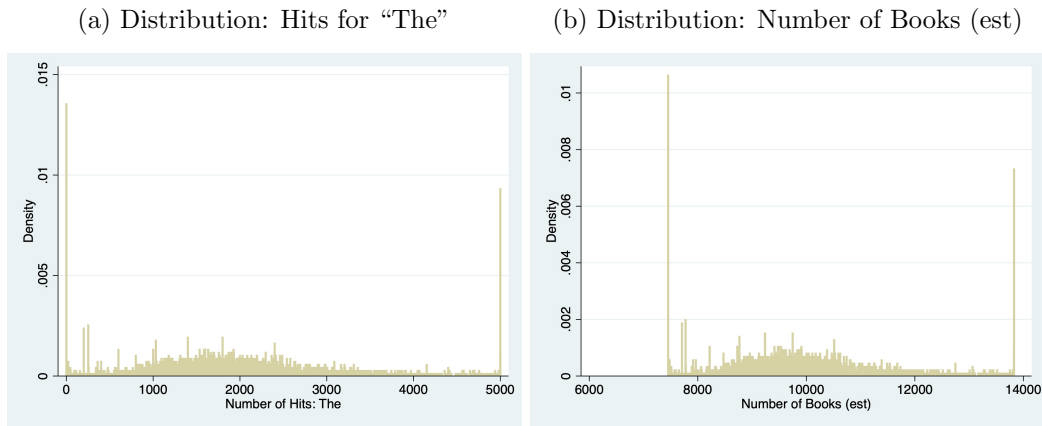 (a) Distribution: Hits for “The”
(b) Distribution: Number of Books (est)
.015
.01
.005
0
Density
0 1000 2000 3000 4000 5000
Number of Hits: The
.01
.008
.006
.004
.002
0
Density
6000 8000 10000 12000 14000
Number of Books (est)